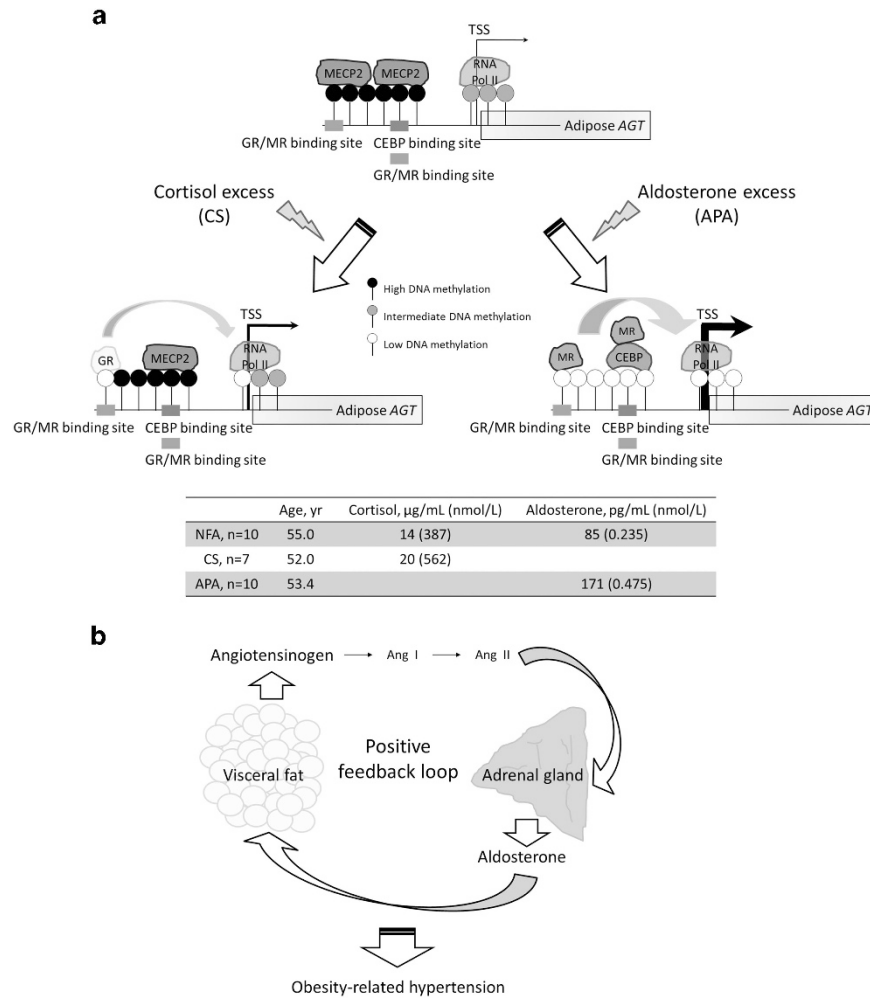 a
TSS
MECP2 MECP2 RNA
Pol II
Adipose AGT
GR/MR binding site CEBP binding site
GR/MR binding site
Cortisol excess
(CS)
Aldosterone excess
(APA)
High DNA methylation
Intermediate DNA methylation
Low DNA methylation
TSS
GR MECP2 RNA
Pol II
Adipose AGT
GR/MR binding site CEBP binding site
GR/MR binding site
TSS
MR
MR CEBP RNA
Pol II
Adipose AGT
GR/MR binding site CEBP binding site
GR/MR binding site
Age, yr Cortisol, μg/mL (nmol/L) Aldosterone, pg/mL (nmol/L)
NFA, n=10 55.0 14 (387) 85 (0.235)
CS, n=7 52.0 20 (562)
APA, n=10 53.4 171 (0.475)
b
Angiotensinogen Ang I Ang II
Positive
feedback loop
Visceral fat
Adrenal gland
Aldosterone
Obesity-related hypertension